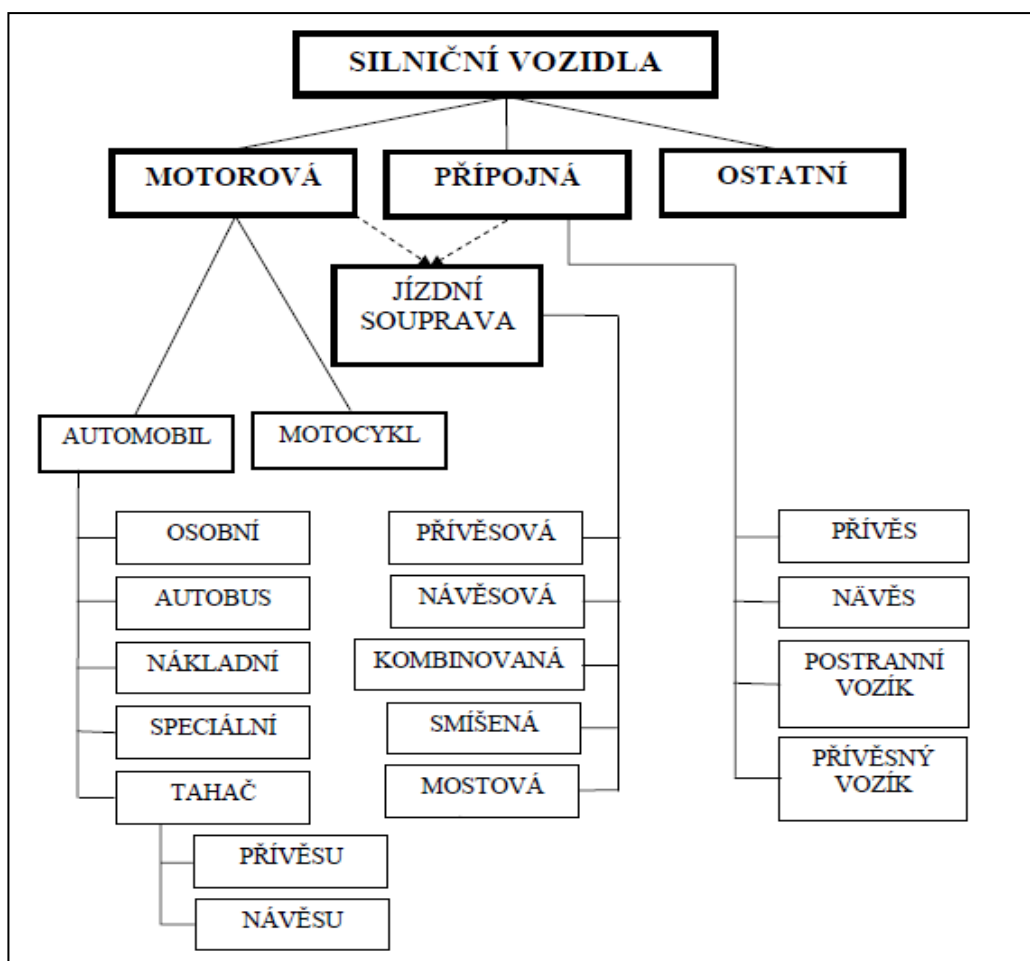 SILNIČNÍ VOZIDLA
MOTOROVÁ
PŘÍPOJNÁ
OSTATNÍ
JÍZDNÍ
SOUPRAVA
AUTOMOBIL
MOTOCYKL
OSOBNÍ
AUTOBUS
NÁKLADNÍ
SPECIÁLNÍ
TAHAČ
PŘÍVĚSU
NÁVĚSU
PŘÍVĚSOVÁ
NÁVĚSOVÁ
KOMBINOVANÁ
SMÍŠENÁ
MOSTOVÁ
PŘÍVĚS
NÄVĚS
POSTRANNÍ
VOZÍK
PŘÍVĚSNÝ
VOZÍK